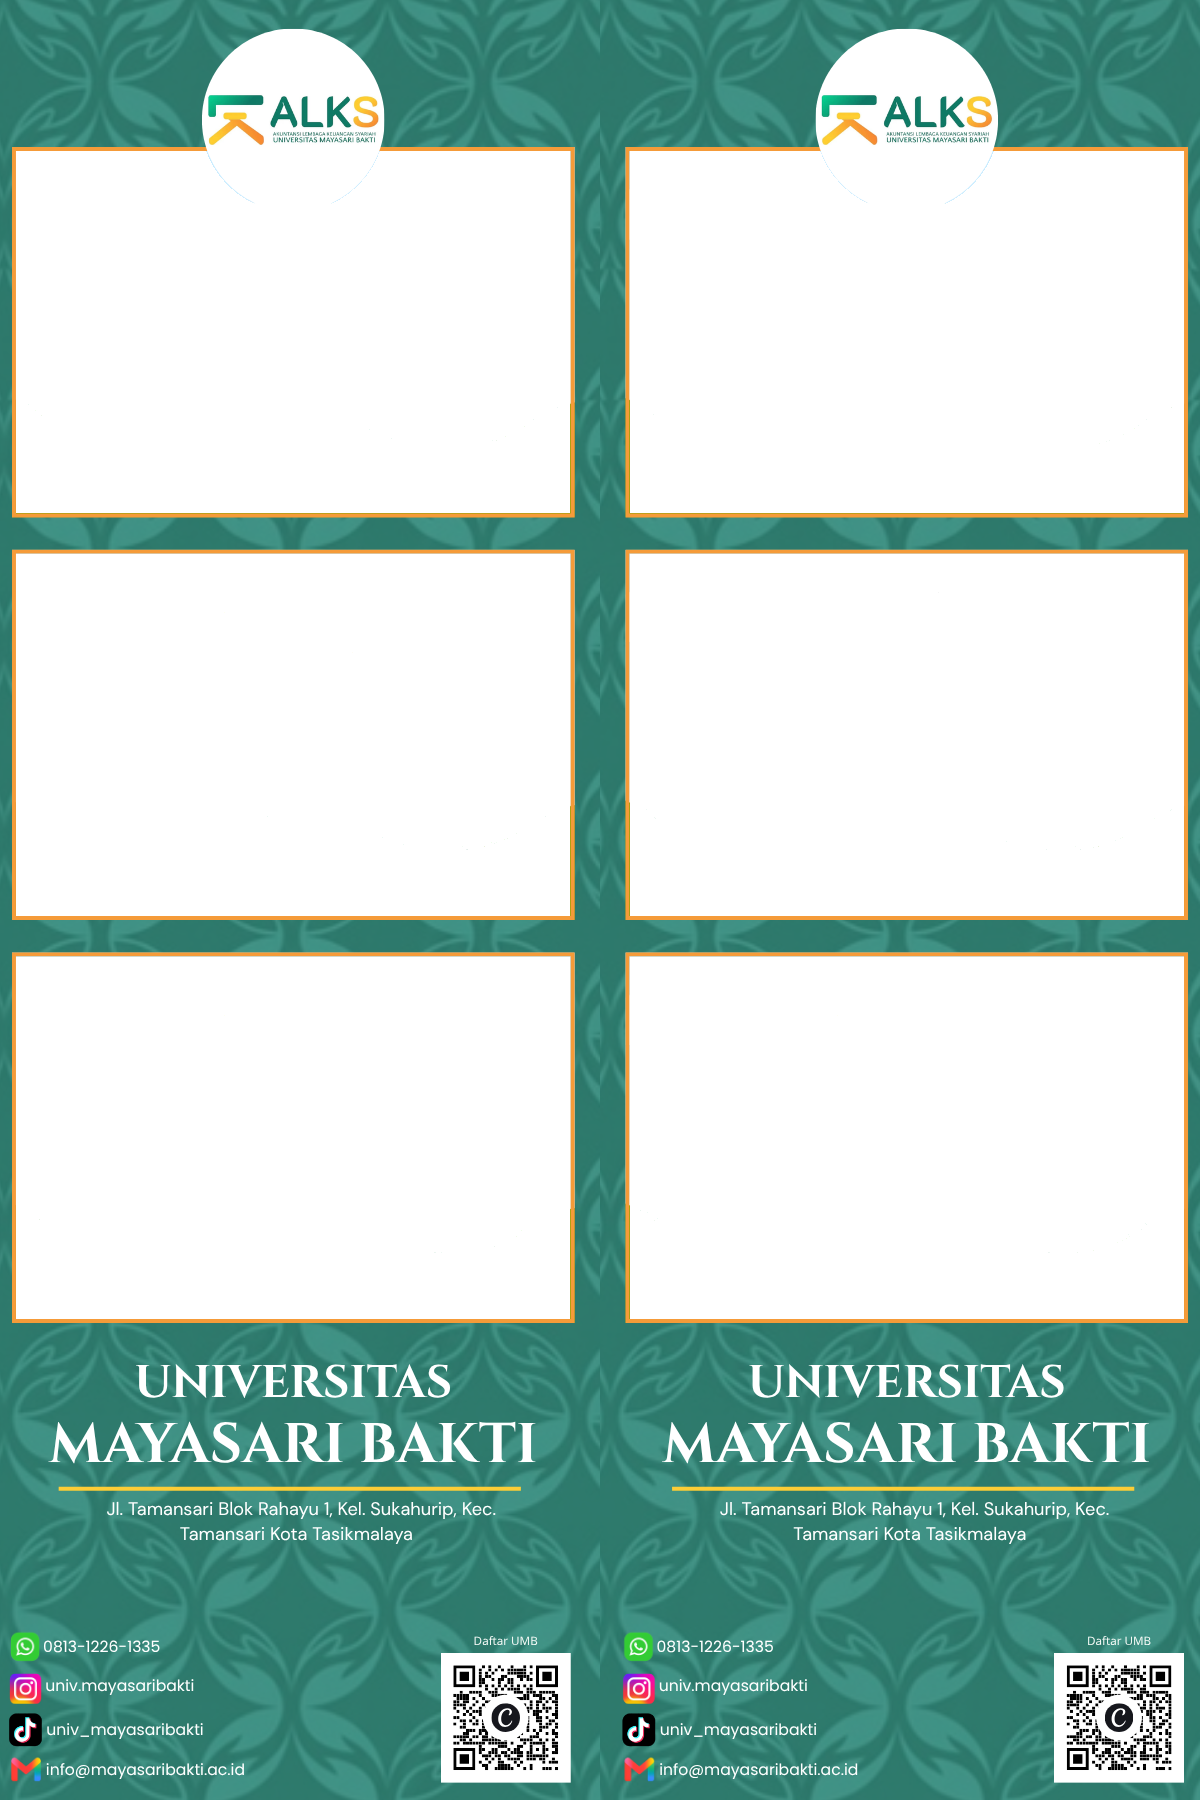 ALKS
AKUNTANSI LEMBAGA KEUANGAN SYARIAH
UNIVERSITAS MAYASARI BAKTI
UNIVERSITAS
MAYASARI BAKTI
Jl. Tamansari Blok Rahayu 1, Kel. Sukahurip, Kec.
Tamansari Kota Tasikmalaya
0813-1226-1335
univ.mayasaribakti
univ_mayasaribakti
info@mayasaribakti.ac.id
Daftar UMB
C
ALKS
AKUNTANSI LEMBAGA KEUANGAN SYARIAH
UNIVERSITAS MAYASARI BAKTI
UNIVERSITAS
MAYASARI BAKTI
Jl. Tamansari Blok Rahayu 1, Kel. Sukahurip, Kec.
Tamansari Kota Tasikmalaya
0813-1226-1335
univ.mayasaribakti
univ_mayasaribakti
info@mayasaribakti.ac.id
Daftar UMB
C